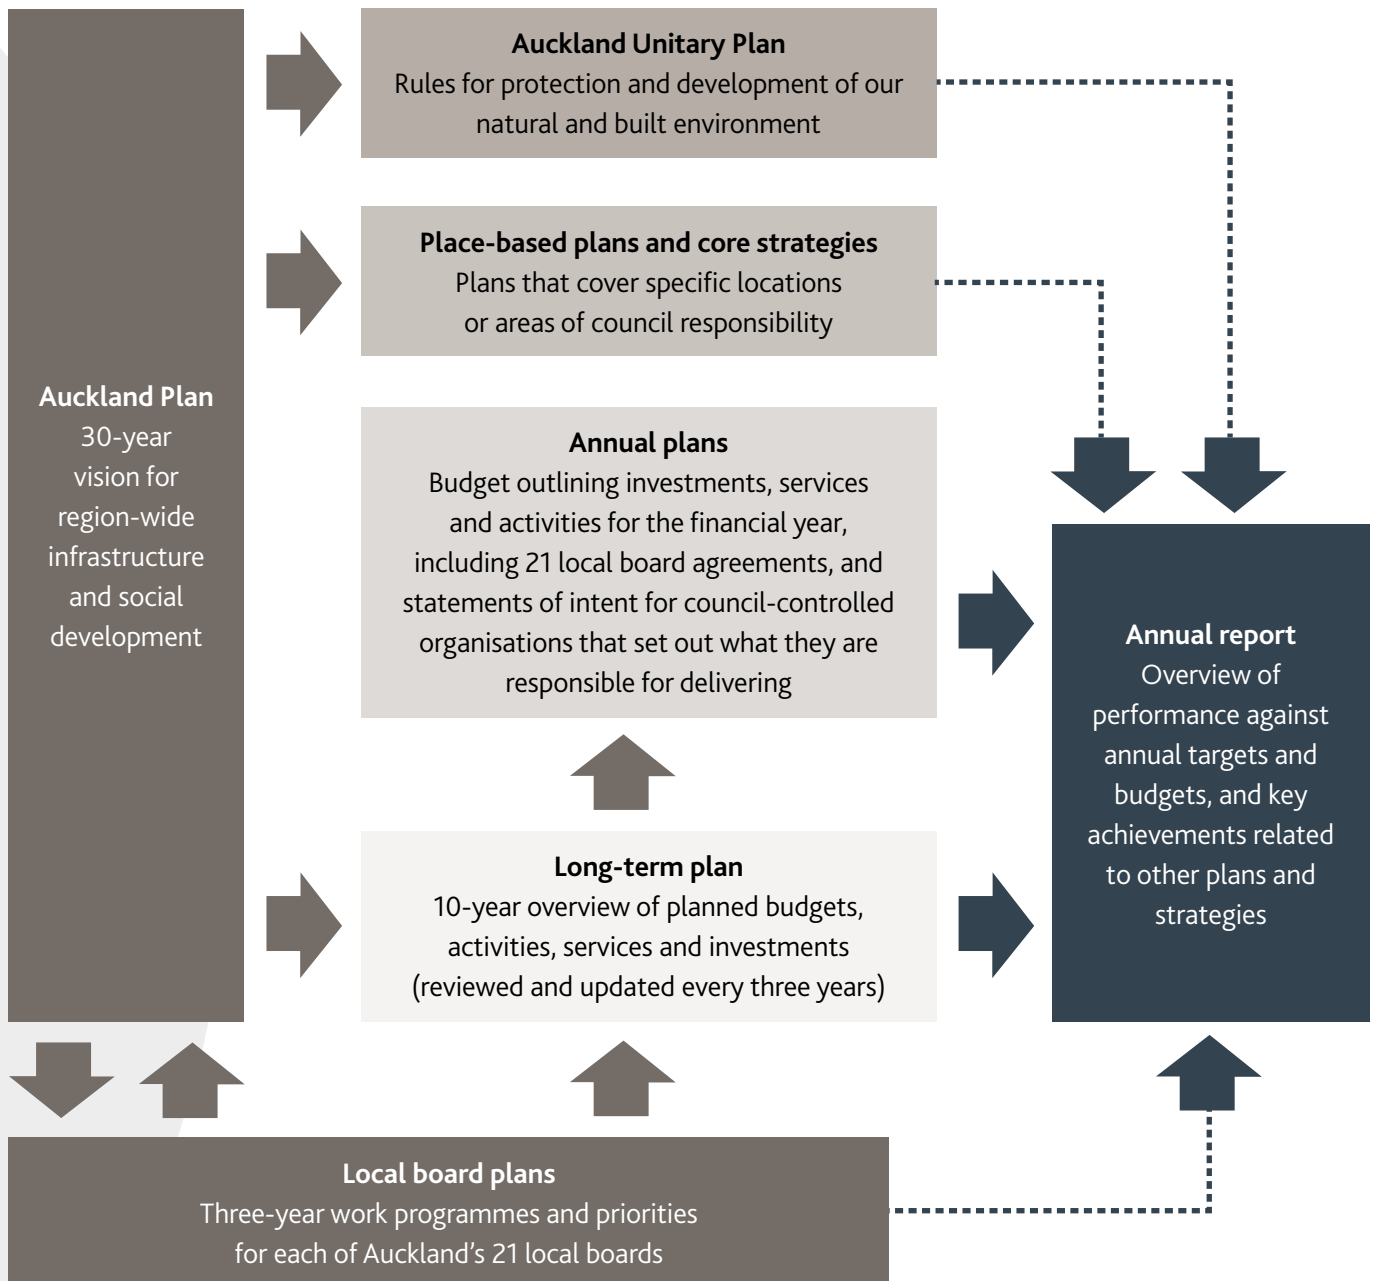 Auckland Plan
30-year
vision for
region-wide
infrastructure
and social
development
Auckland Unitary Plan
Rules for protection and development of our
natural and built environment
Place-based plans and core strategies
Plans that cover specific locations
or areas of council responsibility
Annual plans
Budget outlining investments, services
and activities for the financial year,
including 21 local board agreements, and
statements of intent for council-controlled
organisations that set out what they are
responsible for delivering
Long-term plan
10-year overview of planned budgets,
activities, services and investments
(reviewed and updated every three years)
Annual report
Overview of
performance against
annual targets and
budgets, and key
achievements related
to other plans and
strategies
Local board plans
Three-year work programmes and priorities
for each of Auckland’s 21 local boards